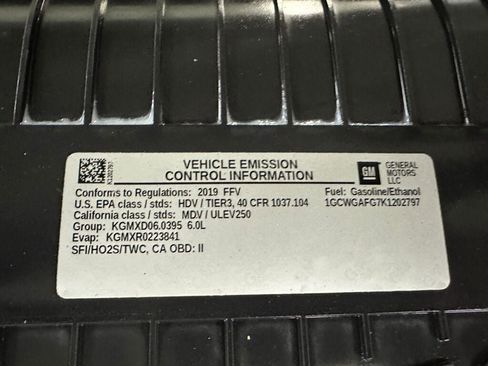 K1202797
VEHICLE EMISSION
CONTROL INFORMATION
GM
GENERAL
MOTORS
LLC
Conforms to Regulations: 2019 FFV
Fuel: Gasoline/Ethanol
U.S. EPA class / stds: HDV / TIER3, 40 CFR 1037.104
1GCWGAFG7K1202797
California class / stds: MDV / ULEV250
Group: KGMXD06.0395 6.0L
Evap: KGMXR0223841
SFI/HO2S/TWC, CA OBD: II